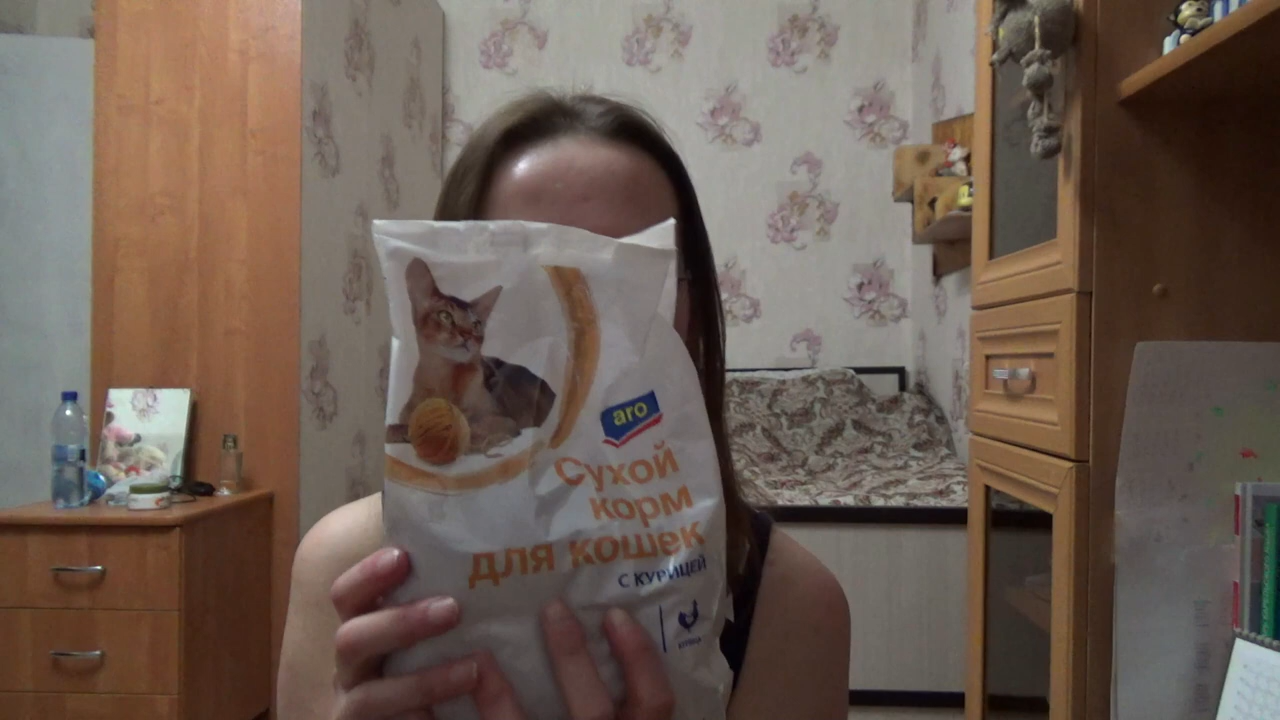 aro
Сухой
корм
для кошек
с курицей